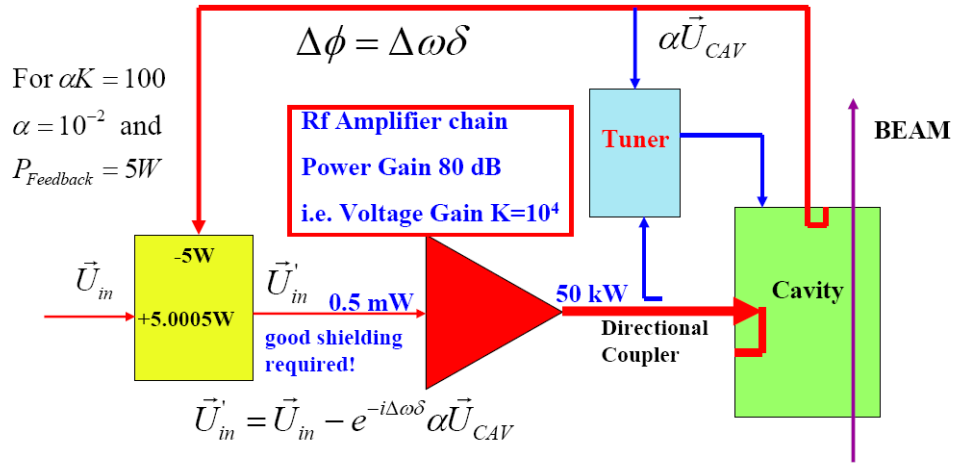 Δφ = Δωδ
αU⃗_CAV
For αK = 100
α = 10⁻² and
P_Feedback = 5W
Rf Amplifier chain
Power Gain 80 dB
i.e. Voltage Gain K=10⁴
Tuner
BEAM
-5W
U⃗_in
+5.0005W
U⃗'_in
0.5 mW
good shielding
required!
50 kW
Directional
Coupler
Cavity
U⃗'_in = U⃗_in − e^{−iΔωδ} αU⃗_CAV